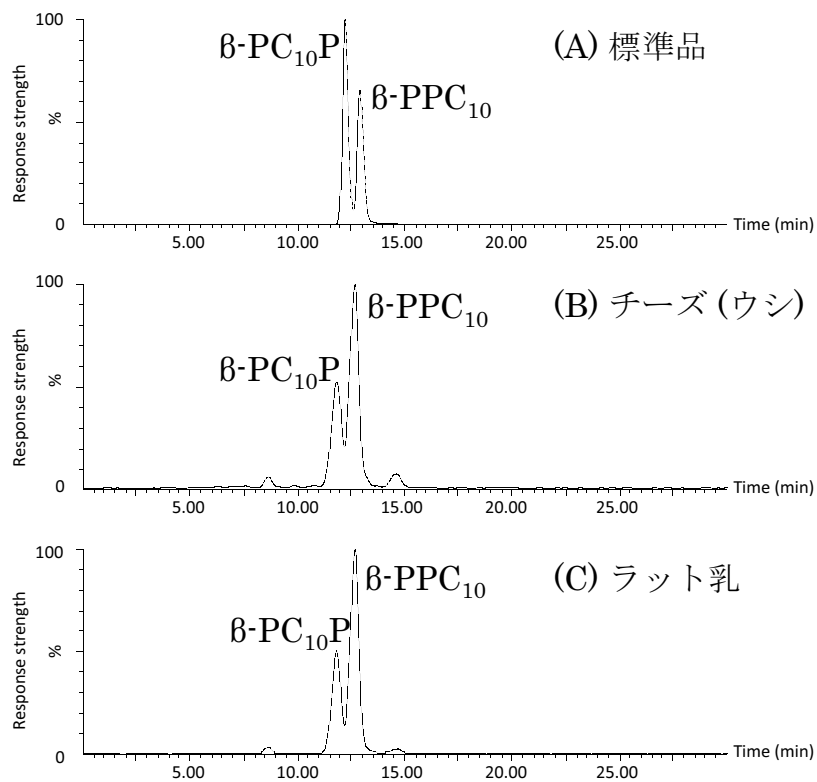 100
Response strength
%
0
β-PC₁₀P
β-PPC₁₀
(A) 標準品
5.00 10.00 15.00 20.00 25.00
Time (min)
100
Response strength
%
0
β-PC₁₀P
β-PPC₁₀
(B) チーズ (ウシ)
5.00 10.00 15.00 20.00 25.00
Time (min)
100
Response strength
%
0
β-PC₁₀P
β-PPC₁₀
(C) ラット乳
5.00 10.00 15.00 20.00 25.00
Time (min)